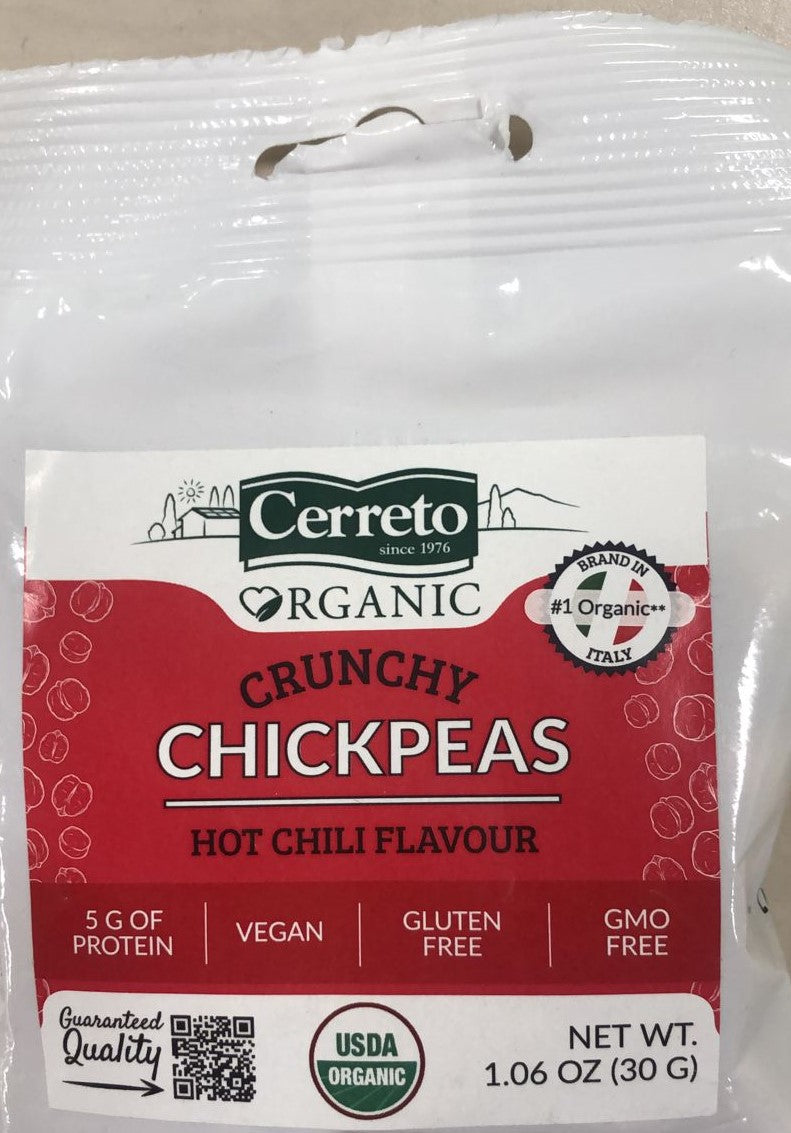 Cerreto
since 1976
ORGANIC
BRAND IN
#1 Organic**
ITALY
CRUNCHY
CHICKPEAS
HOT CHILI FLAVOUR
5 G OF
PROTEIN
VEGAN
GLUTEN
FREE
GMO
FREE
Guaranteed
Quality
USDA
ORGANIC
NET WT.
1.06 OZ (30 G)